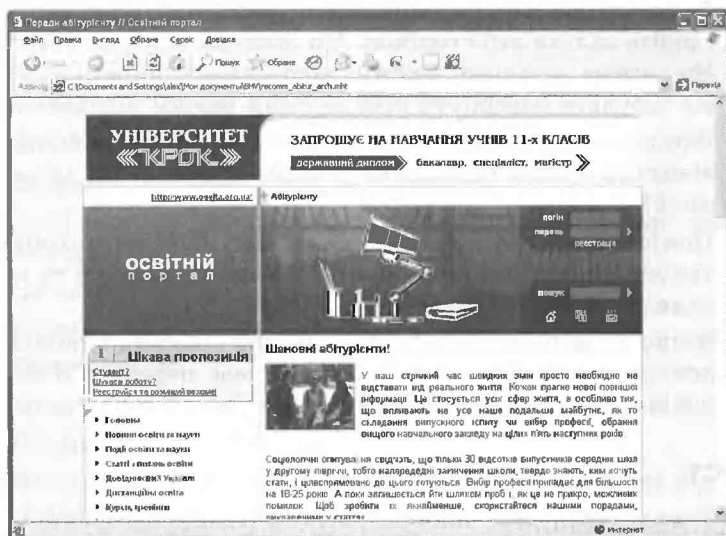 Поради абітурієнту // Освітній портал
Файл Правка Вигляд Обране Сервіс Довідка
Пошук Обране
C:\Documents and Settings\alex\Мои документы\BHV\recomm_abitur_arch.mht Перехід
УНІВЕРСИТЕТ
«КРОК»
ЗАПРОШУЄ НА НАВЧАННЯ УЧНІВ 11-х КЛАСІВ
державний диплом бакалавр, спеціаліст, магістр
http://www.osvita.org.ua/ Абітурієнту
логін
пароль
реєстрація
освітній
портал
пошук
Шкава пропозиція
Студент?
Шукаєш роботу?
Реєструйся та розміщуй резюме!
Головна
Новини освіти та науки
Події освіти та науки
Статті з питань освіти
Довідник ВНЗ України
Дистанційна освіта
Курси, тренінги
Шановні абітурієнти!
У наш стрімкий час швидких змін просто необхідно не
відставати від реального життя. Кожен прагне нової повнішої
інформації. Це стосується усіх сфер життя, а особливо тих,
що впливають на усе наше подальше майбутнє, як то
складання випускного іспиту чи вибір професії, обрання
вищого навчального закладу на цілих п'ять наступних років.
Соціологічні опитування свідчать, що тільки 30 відсотків випускників середніх шкіл
у другому півріччі, тобто напередодні закінчення школи, твердо знають, ким хочуть
стати, і цілеспрямовано до цього готуються. Вибір професії припадає для більшості
на 18-25 років. А поки залишається йти шляхом проб і, як це не прикро, можливих
помилок. Щоб зробити їх якнайменше, скористайтеся нашими порадами,
викладеними у статтях
Интернет